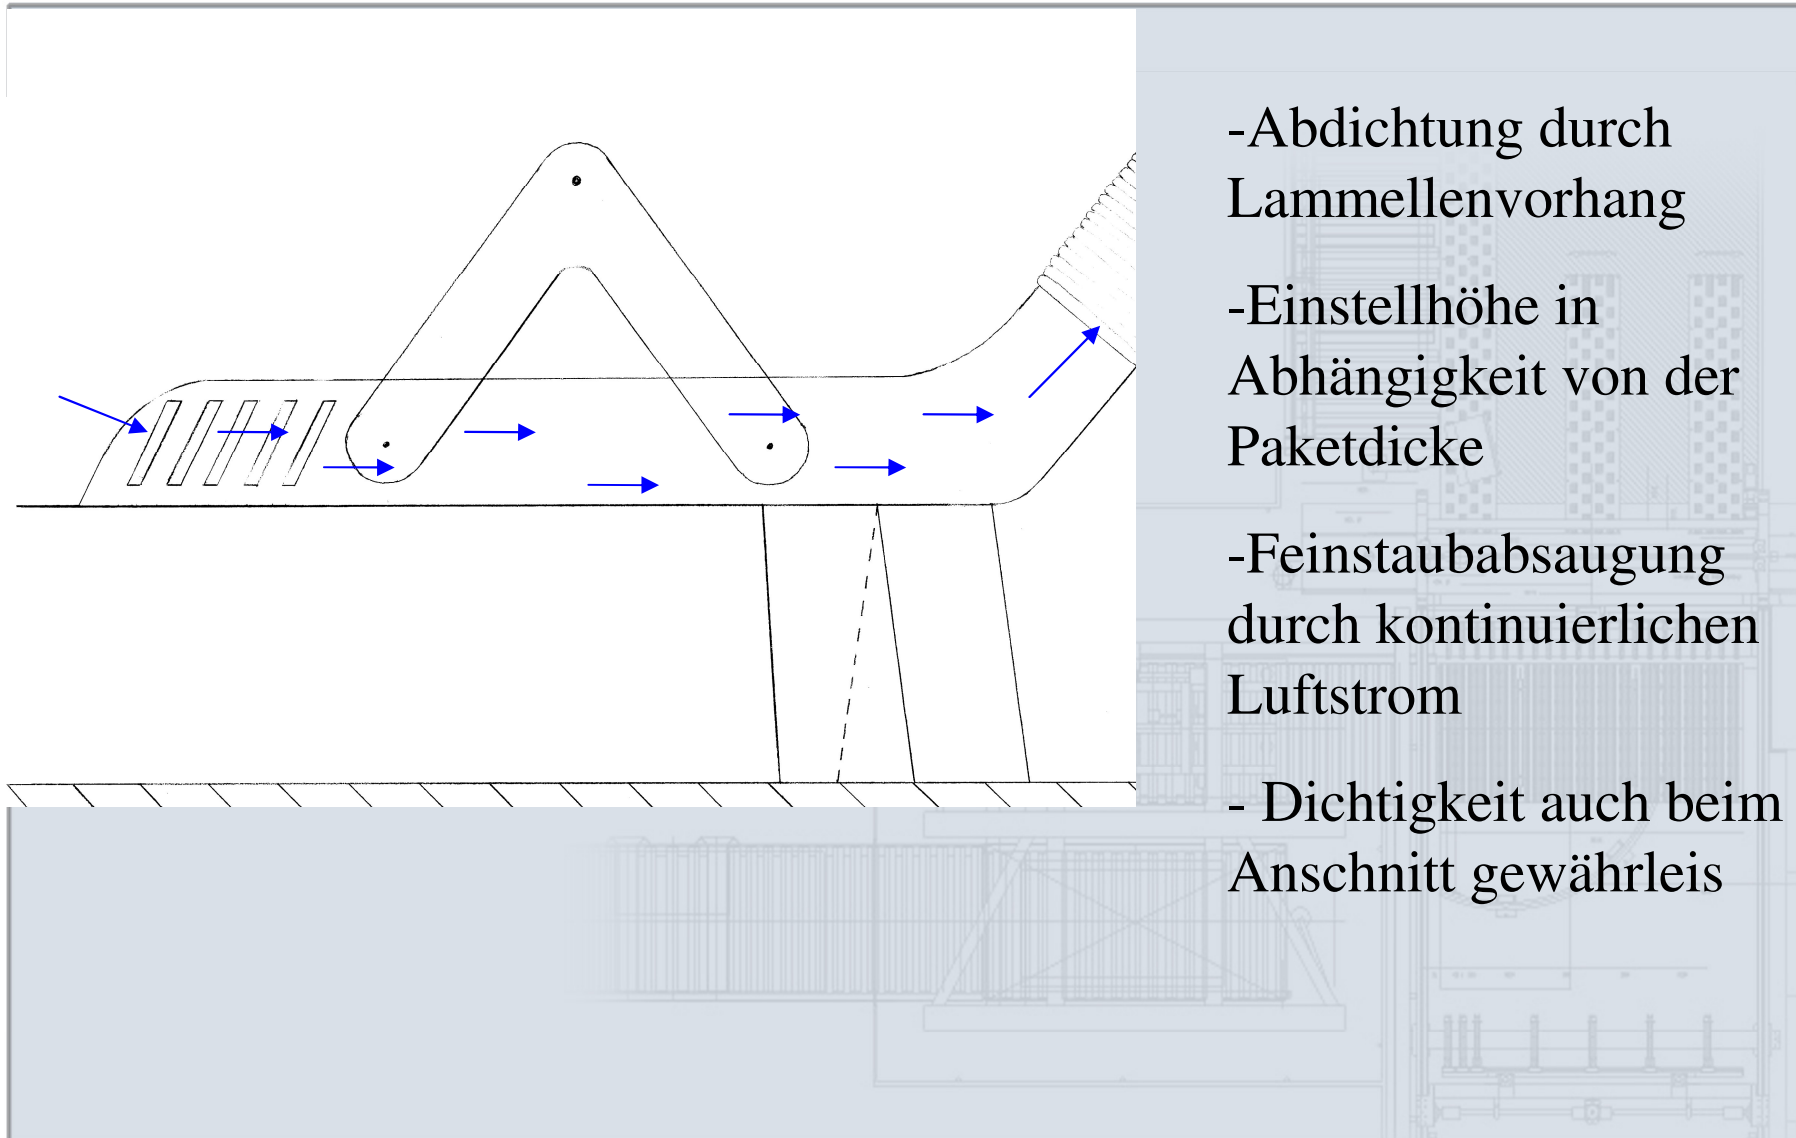 -Abdichtung durch
Lammellenvorhang
-Einstellhöhe in
Abhängigkeit von der
Paketdicke
-Feinstaubabsaugung
durch kontinuierlichen
Luftstrom
- Dichtigkeit auch beim
Anschnitt gewährleis